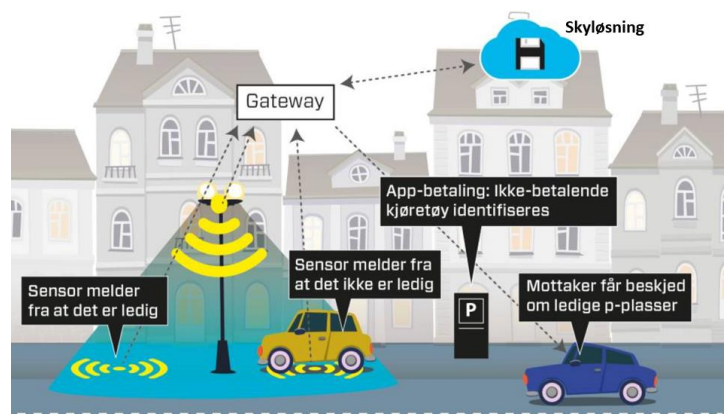 Skyløsning
Gateway
App-betaling: Ikke-betalende
kjøretøy identifiseres
Sensor melder fra
at det ikke er ledig
Sensor melder
fra at det er ledig
Mottaker får beskjed
om ledige p-plasser
P